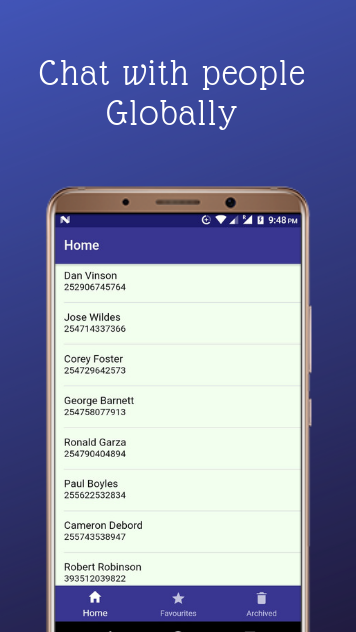 Chat with people
Globally
9:48 PM
Home
Dan Vinson
252906745764
Jose Wildes
254714337366
Corey Foster
254729642573
George Barnett
254758077913
Ronald Garza
254790404894
Paul Boyles
255622532834
Cameron Debord
255743538947
Robert Robinson
393512039822
Home Favourites Archived